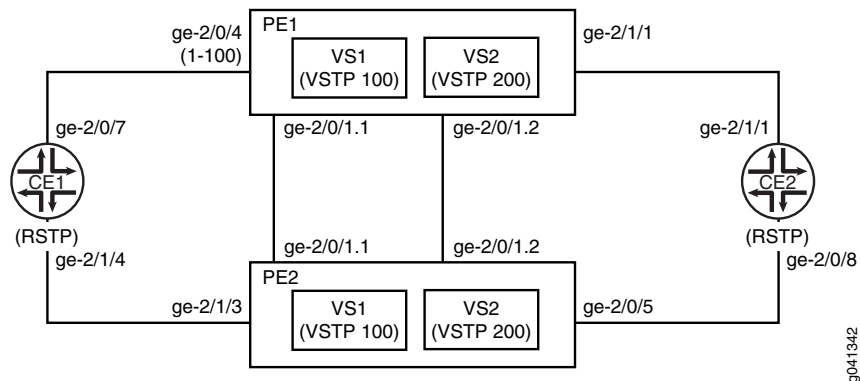 PE1
ge-2/0/4
(1-100)
VS1
(VSTP 100)
VS2
(VSTP 200)
ge-2/1/1
ge-2/0/7
ge-2/0/1.1
ge-2/0/1.2
ge-2/1/1
CE1
CE2
(RSTP)
(RSTP)
ge-2/1/4
ge-2/0/1.1
ge-2/0/1.2
ge-2/0/8
PE2
ge-2/1/3
VS1
(VSTP 100)
VS2
(VSTP 200)
ge-2/0/5
g041342